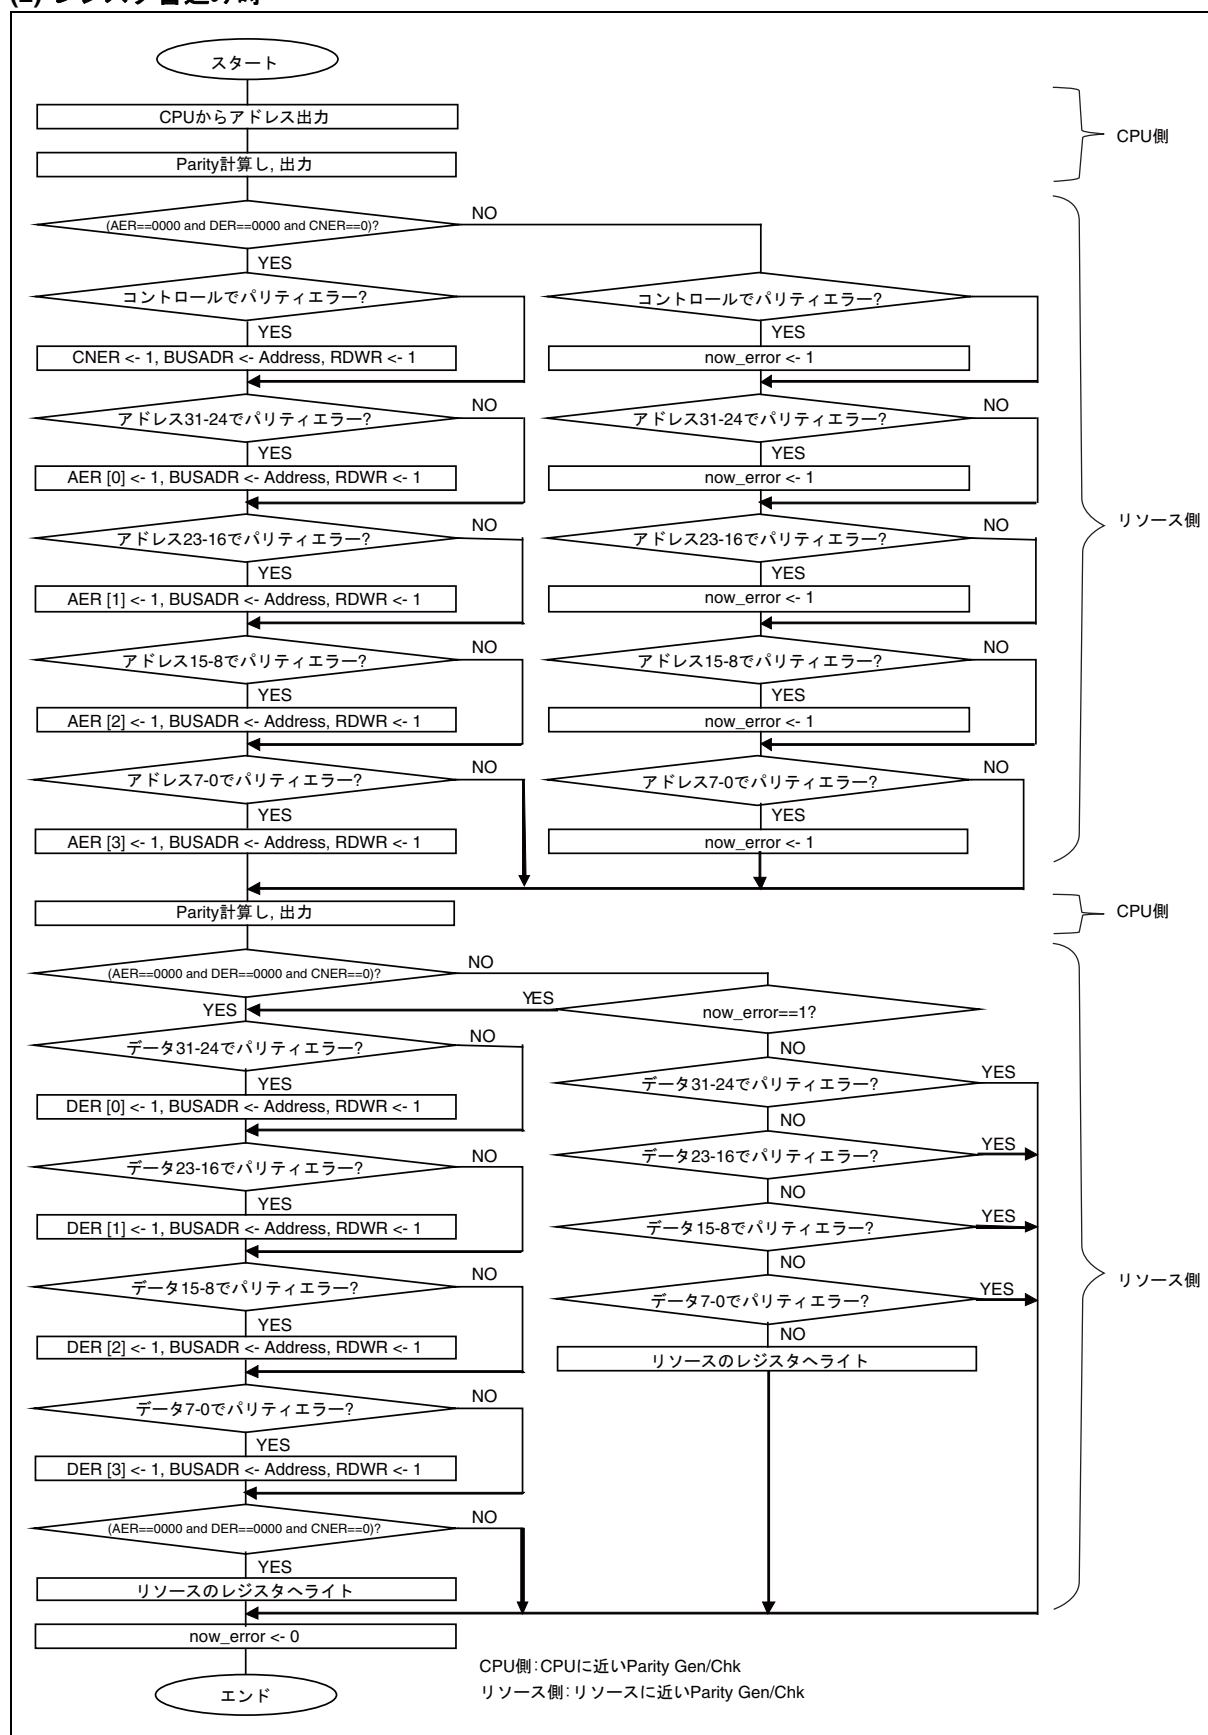 スタート
CPUからアドレス出力
CPU側
Parity計算し, 出力
(AER==0000 and DER==0000 and CNER==0)?
NO
YES
コントロールでパリティエラー?
コントロールでパリティエラー?
YES
YES
CNER <- 1, BUSADR <- Address, RDWR <- 1
now_error <- 1
アドレス31-24でパリティエラー?
NO
アドレス31-24でパリティエラー?
NO
YES
YES
AER [0] <- 1, BUSADR <- Address, RDWR <- 1
now_error <- 1
リソース側
アドレス23-16でパリティエラー?
NO
アドレス23-16でパリティエラー?
NO
YES
YES
AER [1] <- 1, BUSADR <- Address, RDWR <- 1
now_error <- 1
アドレス15-8でパリティエラー?
NO
アドレス15-8でパリティエラー?
NO
YES
YES
AER [2] <- 1, BUSADR <- Address, RDWR <- 1
now_error <- 1
アドレス7-0でパリティエラー?
NO
アドレス7-0でパリティエラー?
NO
YES
YES
AER [3] <- 1, BUSADR <- Address, RDWR <- 1
now_error <- 1
Parity計算し, 出力
CPU側
(AER==0000 and DER==0000 and CNER==0)?
NO
YES
YES
now_error==1?
データ31-24でパリティエラー?
NO
NO
YES
データ31-24でパリティエラー?
YES
DER [0] <- 1, BUSADR <- Address, RDWR <- 1
NO
データ23-16でパリティエラー?
NO
データ23-16でパリティエラー?
YES
YES
NO
DER [1] <- 1, BUSADR <- Address, RDWR <- 1
データ15-8でパリティエラー?
YES
データ15-8でパリティエラー?
NO
NO
リソース側
YES
データ7-0でパリティエラー?
YES
DER [2] <- 1, BUSADR <- Address, RDWR <- 1
NO
リソースのレジスタへライト
データ7-0でパリティエラー?
NO
YES
DER [3] <- 1, BUSADR <- Address, RDWR <- 1
(AER==0000 and DER==0000 and CNER==0)?
NO
YES
リソースのレジスタへライト
now_error <- 0
エンド
CPU側：CPUに近いParity Gen/Chk
リソース側：リソースに近いParity Gen/Chk